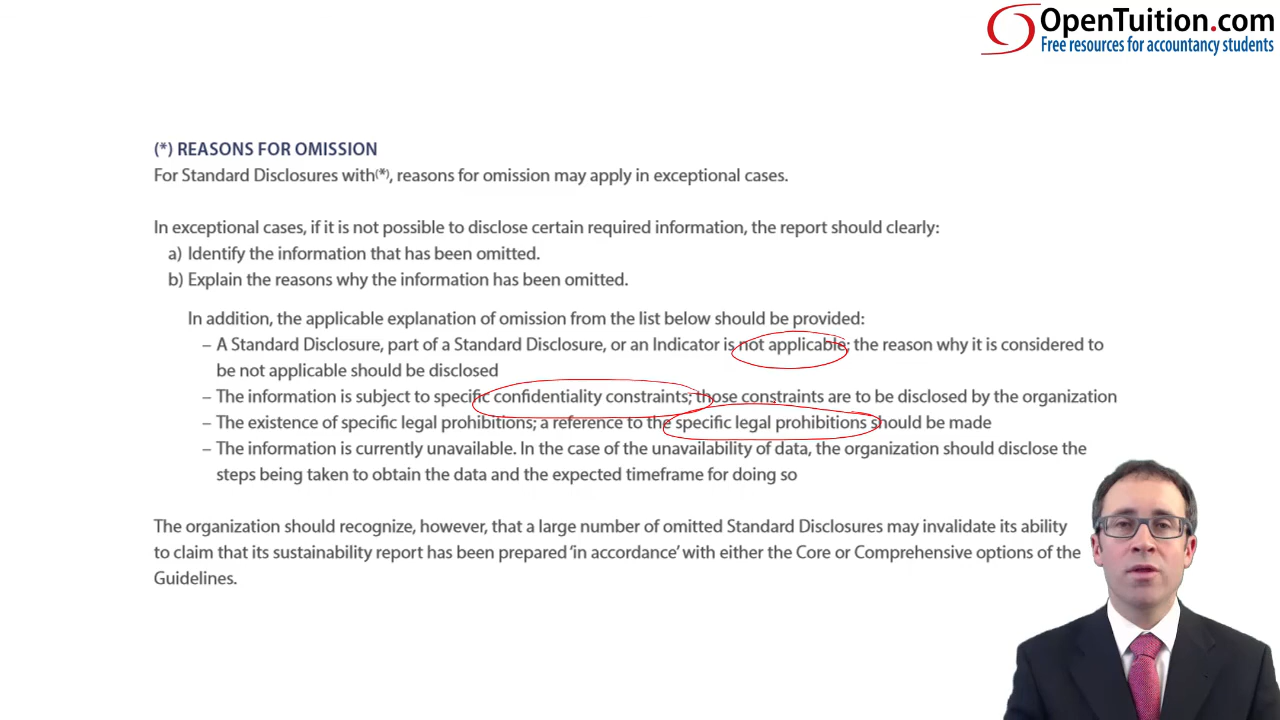 OpenTuition.com
Free resources for accountancy students
(*) REASONS FOR OMISSION
For Standard Disclosures with(*), reasons for omission may apply in exceptional cases.
In exceptional cases, if it is not possible to disclose certain required information, the report should clearly:
a) Identify the information that has been omitted.
b) Explain the reasons why the information has been omitted.
In addition, the applicable explanation of omission from the list below should be provided:
– A Standard Disclosure, part of a Standard Disclosure, or an Indicator is not applicable; the reason why it is considered to
be not applicable should be disclosed
– The information is subject to specific confidentiality constraints; those constraints are to be disclosed by the organization
– The existence of specific legal prohibitions; a reference to the specific legal prohibitions should be made
– The information is currently unavailable. In the case of the unavailability of data, the organization should disclose the
steps being taken to obtain the data and the expected timeframe for doing so
The organization should recognize, however, that a large number of omitted Standard Disclosures may invalidate its ability
to claim that its sustainability report has been prepared ‘in accordance’ with either the Core or Comprehensive options of the
Guidelines.